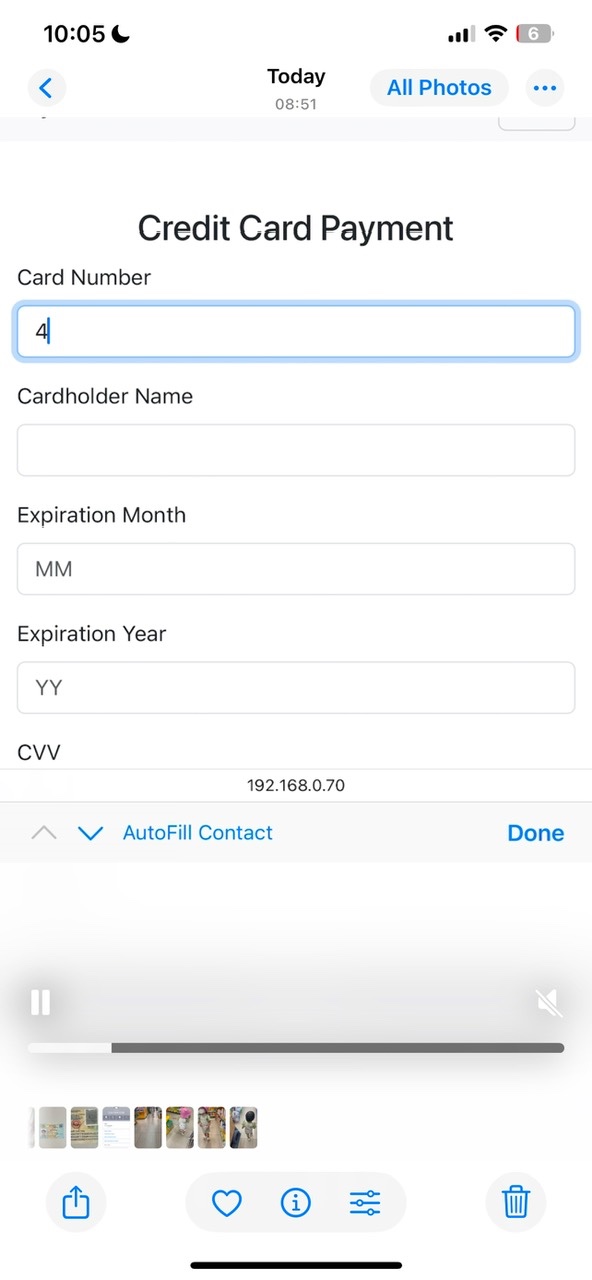 10:05
6
Today
08:51
All Photos
Credit Card Payment
Card Number
4
Cardholder Name
Expiration Month
MM
Expiration Year
YY
CVV
192.168.0.70
AutoFill Contact
Done